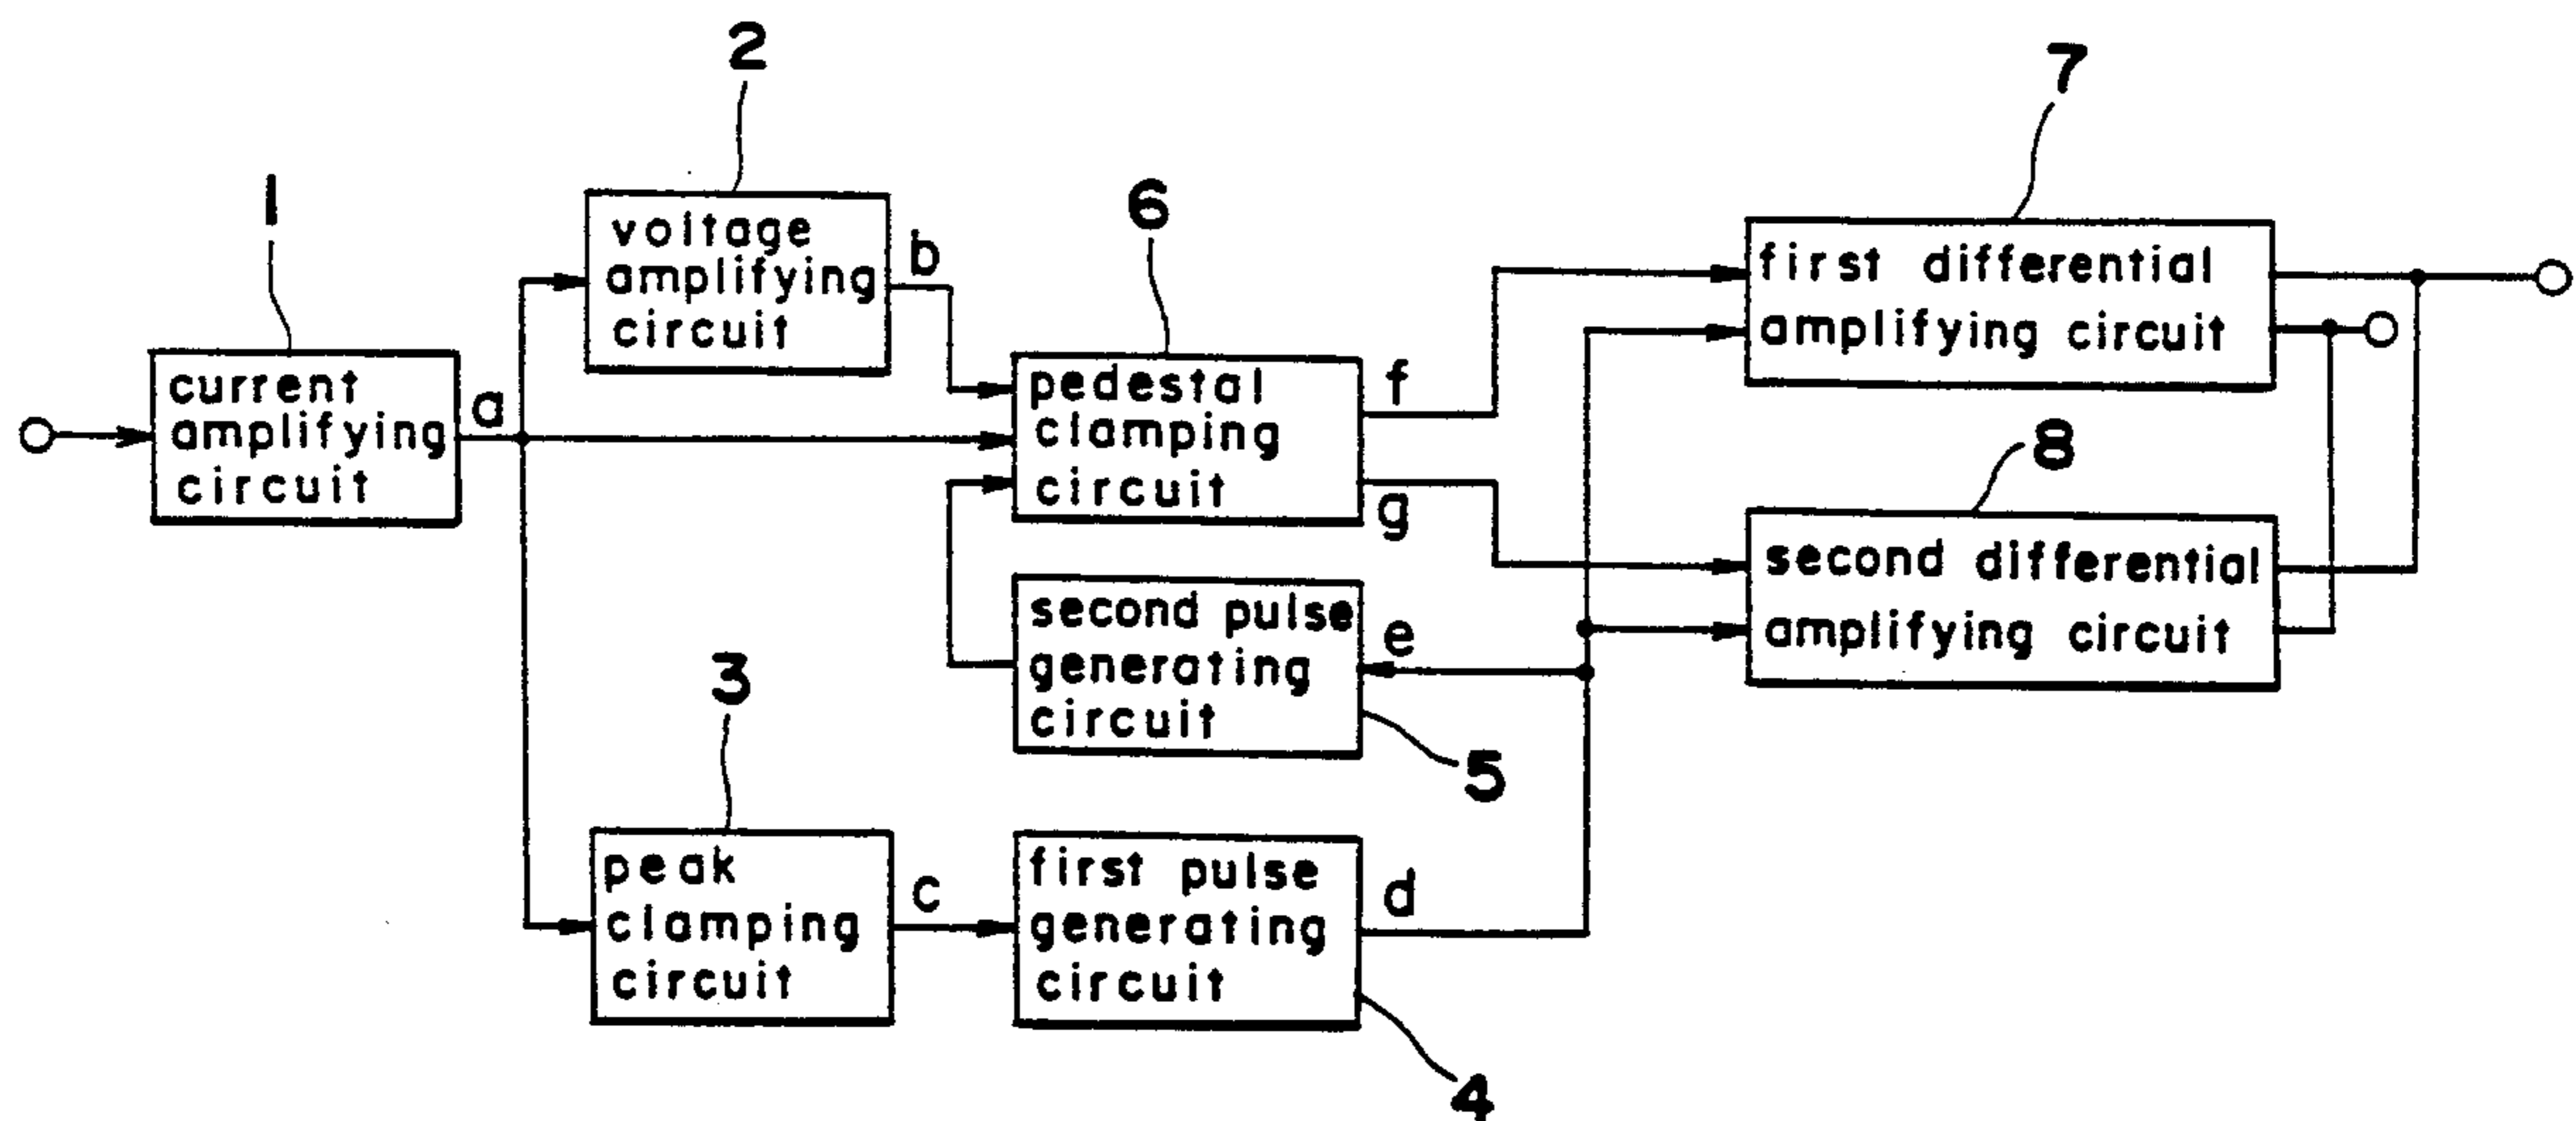 1
current
amplifying
circuit
a
2
voltage
amplifying
circuit
b
3
peak
clamping
circuit
c
6
pedestal
clamping
circuit
f
g
second pulse
generating
circuit
e
5
first pulse
generating
circuit
d
4
7
first differential
amplifying circuit
8
second differential
amplifying circuit